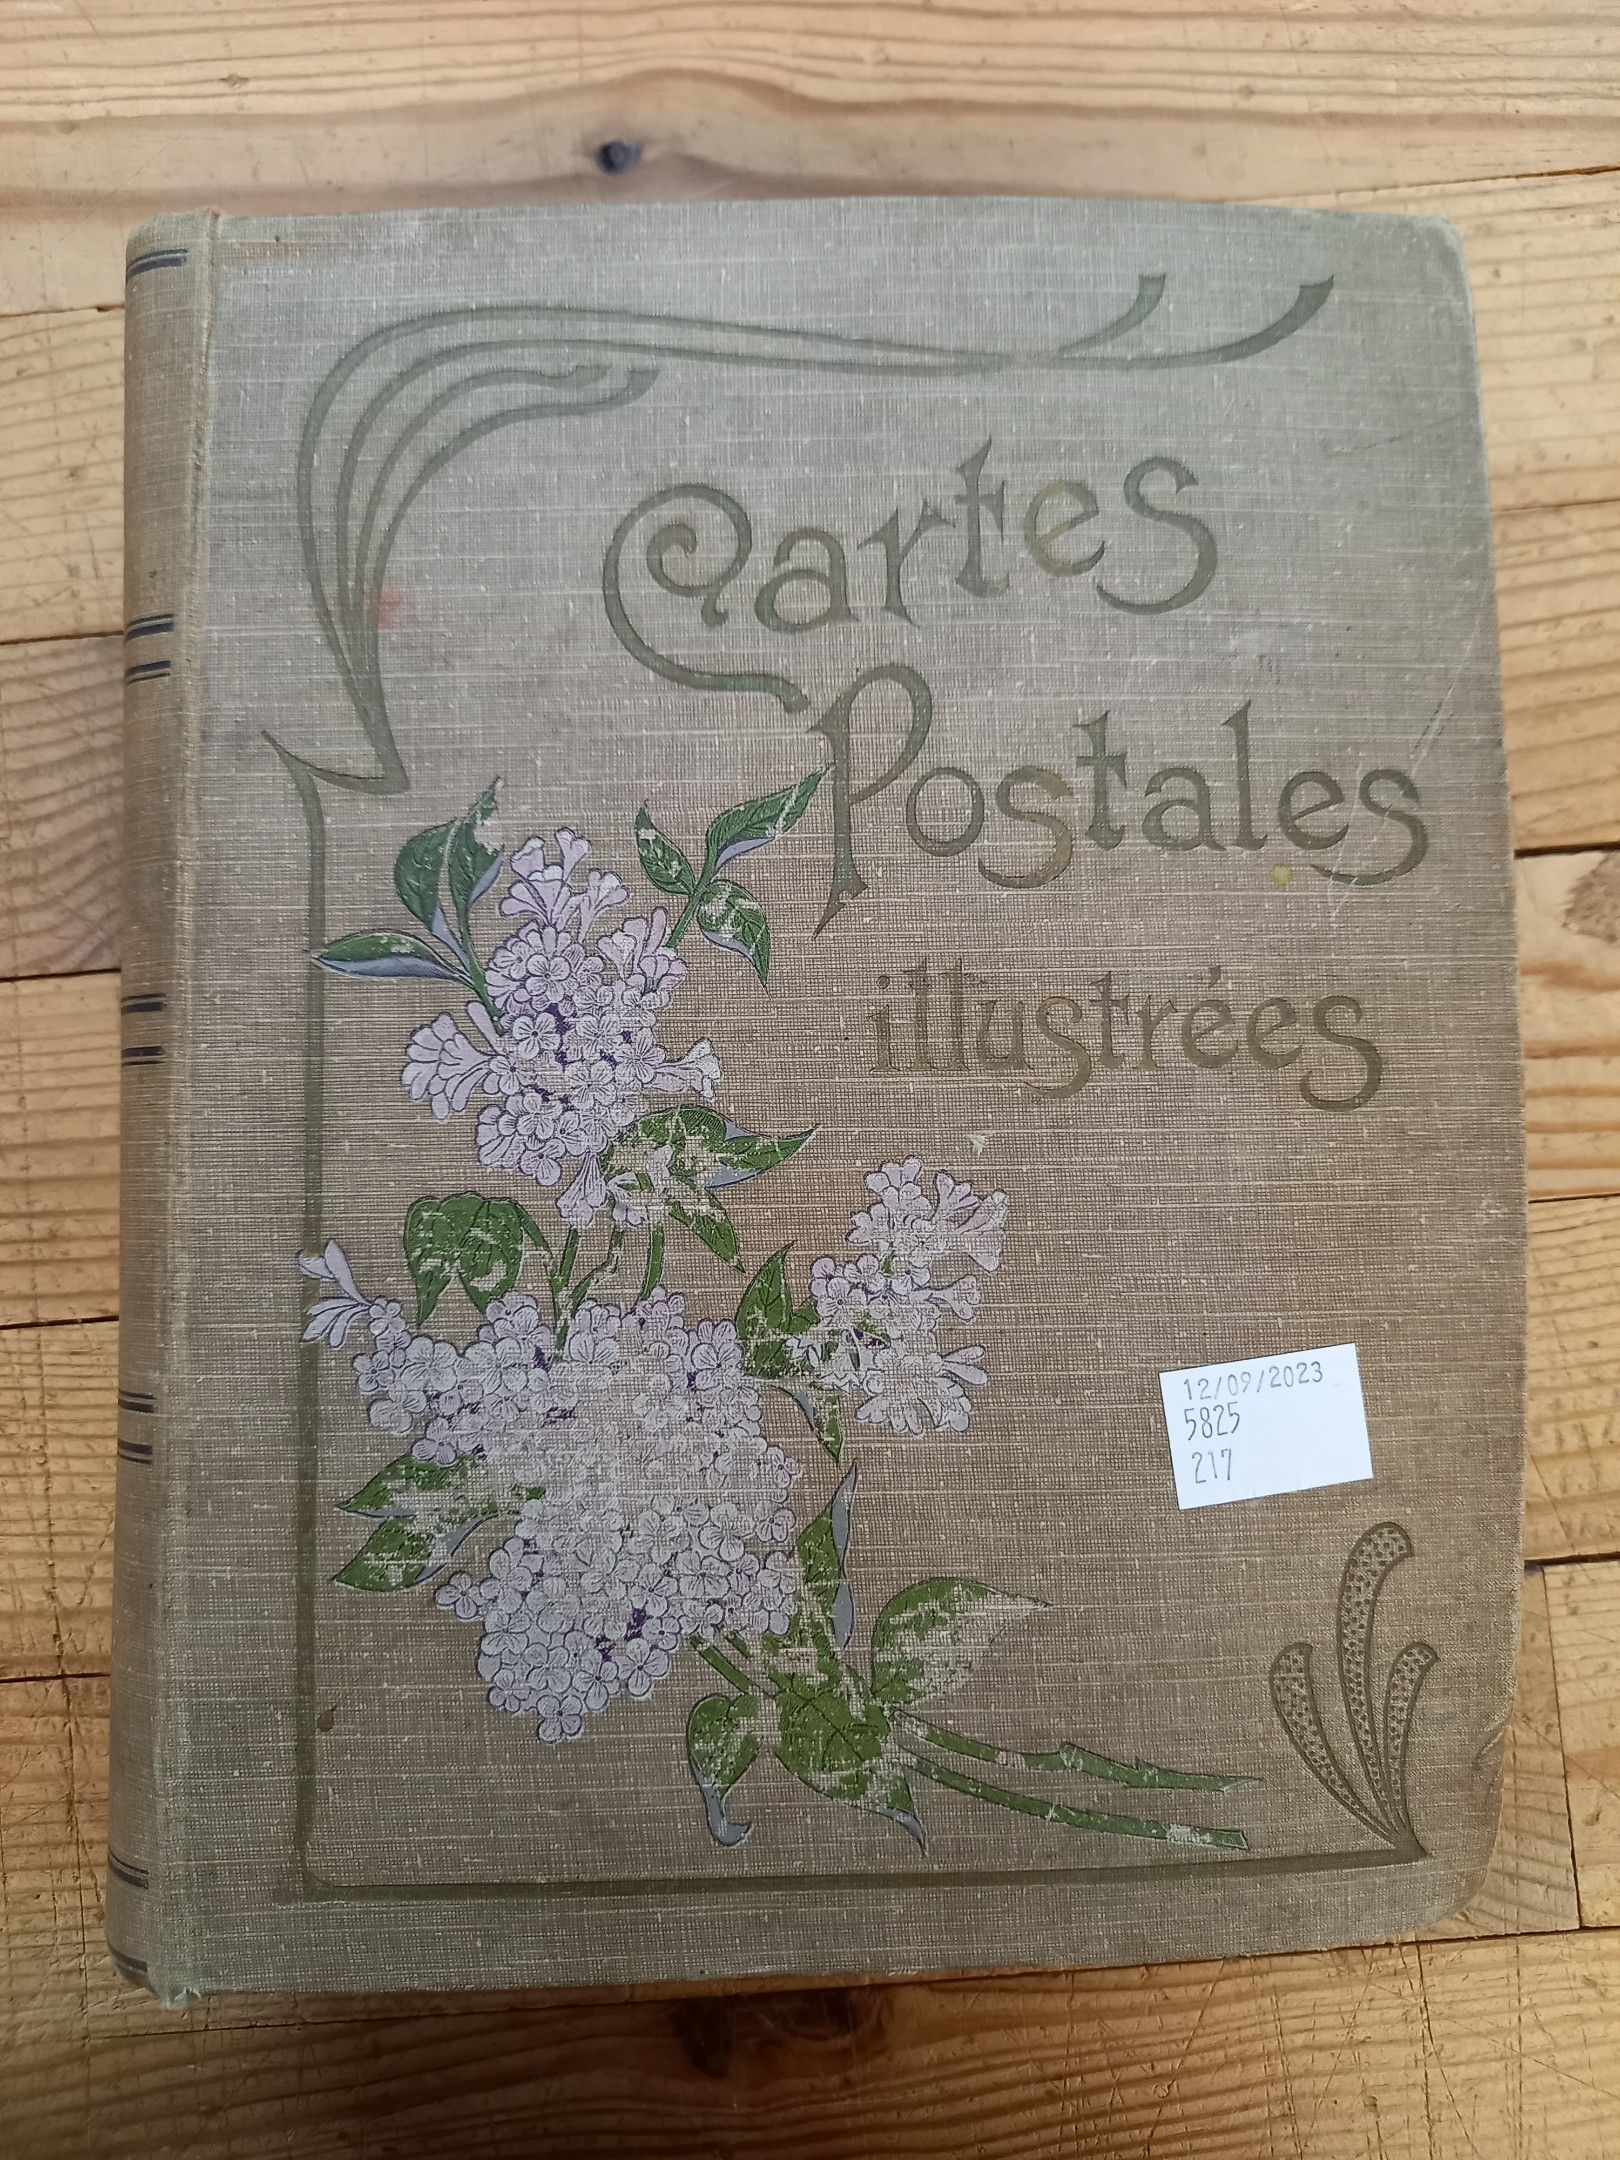 Cartes
Postales
illustrées
12/09/2023
5825
217